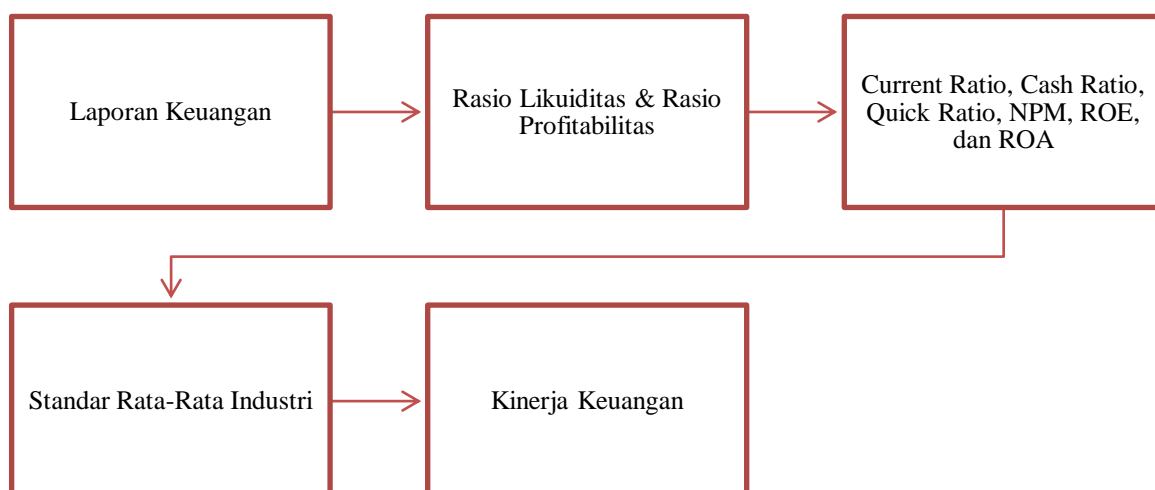 Laporan Keuangan
Rasio Likuiditas & Rasio
Profitabilitas
Current Ratio, Cash Ratio,
Quick Ratio, NPM, ROE,
dan ROA
Standar Rata-Rata Industri
Kinerja Keuangan